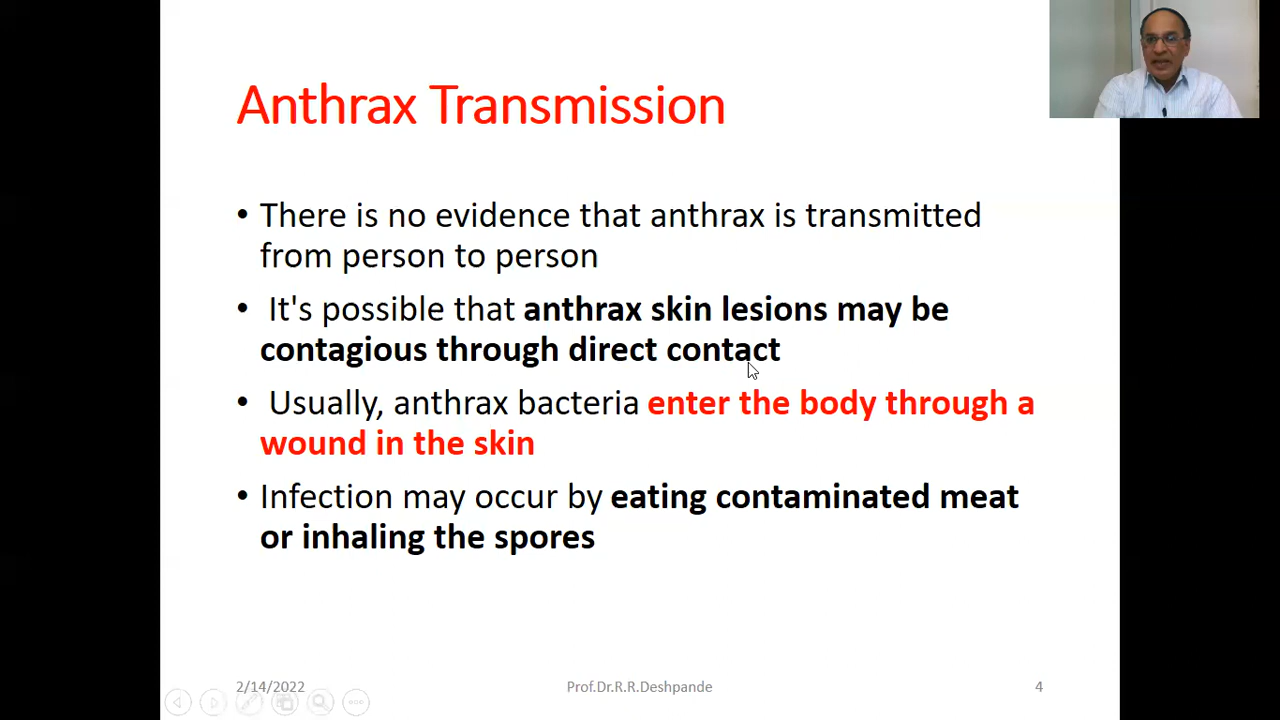 Anthrax Transmission
• There is no evidence that anthrax is transmitted
from person to person
• It's possible that anthrax skin lesions may be
contagious through direct contact
• Usually, anthrax bacteria enter the body through a
wound in the skin
• Infection may occur by eating contaminated meat
or inhaling the spores
2/14/2022
Prof.Dr.R.R.Deshpande
4